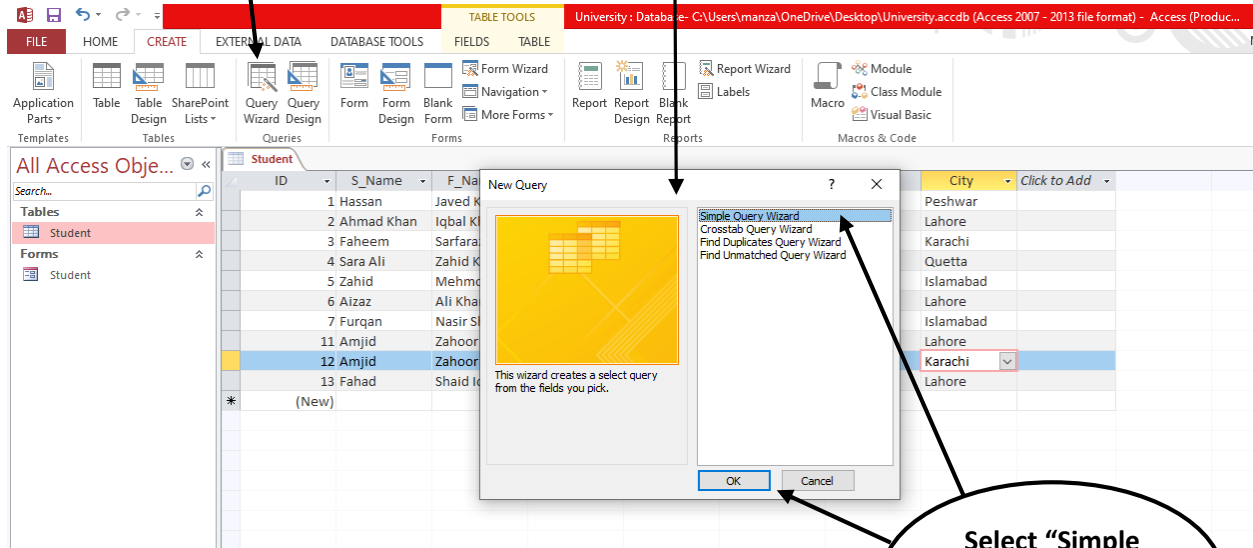 TABLE TOOLS
University : Database- C:\Users\manza\OneDrive\Desktop\University.accdb (Access 2007 - 2013 file format) - Access (Produc...
FILE HOME CREATE EXTERNAL DATA DATABASE TOOLS FIELDS TABLE
Application Parts
Table
Table Design
SharePoint Lists
Query Wizard
Query Design
Form
Form Design
Blank Form
Form Wizard
Navigation
More Forms
Report
Report Design
Blank Report
Report Wizard
Labels
Macro
Module
Class Module
Visual Basic
Templates Tables Queries Forms Reports Macros & Code
All Access Obje...
Search...
Tables
Student
Forms
Student
Student
ID S_Name F_Na City Click to Add
1 Hassan Javed K Peshwar
2 Ahmad Khan Iqbal Kh Lahore
3 Faheem Sarfara Karachi
4 Sara Ali Zahid K Quetta
5 Zahid Mehmo Islamabad
6 Aizaz Ali Kha Lahore
7 Furqan Nasir Sh Islamabad
11 Amjid Zahoor Lahore
12 Amjid Zahoor Karachi
13 Fahad Shaid Lahore
* (New)
New Query ? X
Simple Query Wizard
Crosstab Query Wizard
Find Duplicates Query Wizard
Find Unmatched Query Wizard
This wizard creates a select query
from the fields you pick.
OK Cancel
Select “Simple